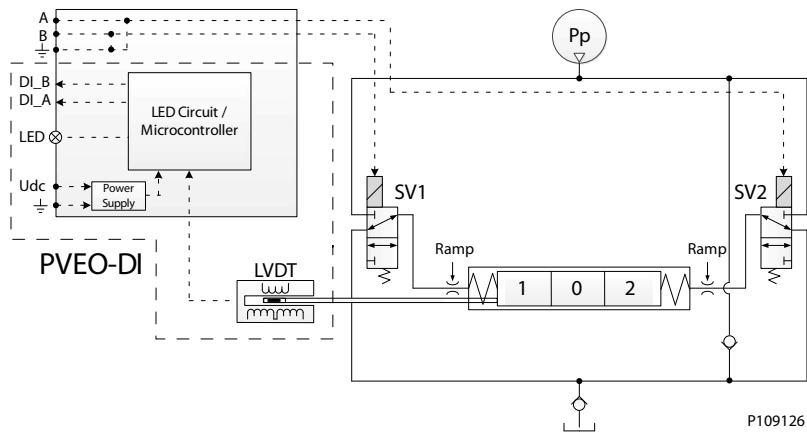 A
B
DI_B
DI_A
LED
Udc
LED Circuit /
Microcontroller
Power
Supply
PVEO-DI
LVDT
Pp
SV1
SV2
Ramp
Ramp
1 0 2
P109126